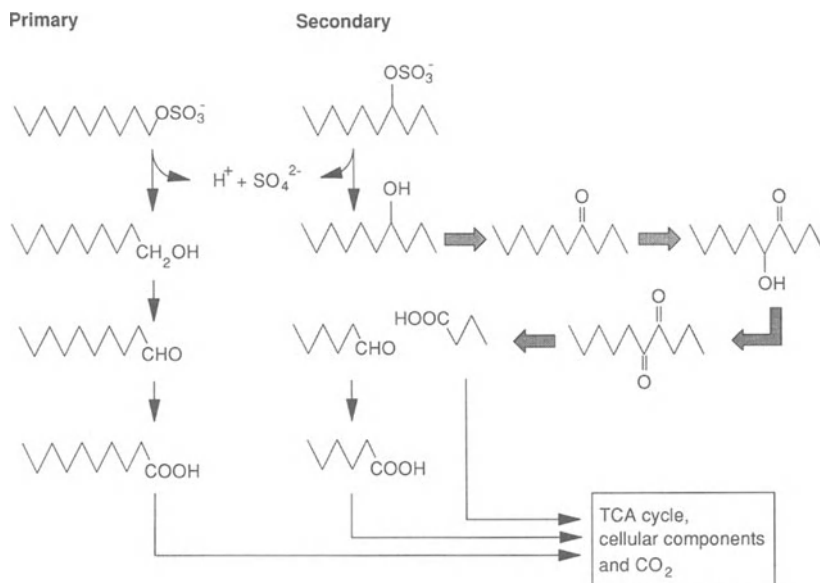 Primary
Secondary
OSO₃⁻
OSO₃⁻
H⁺ + SO₄²⁻
OH
O
O
CH₂OH
OH
HOOC
O
CHO
CHO
O
COOH
COOH
TCA cycle,
cellular components
and CO₂